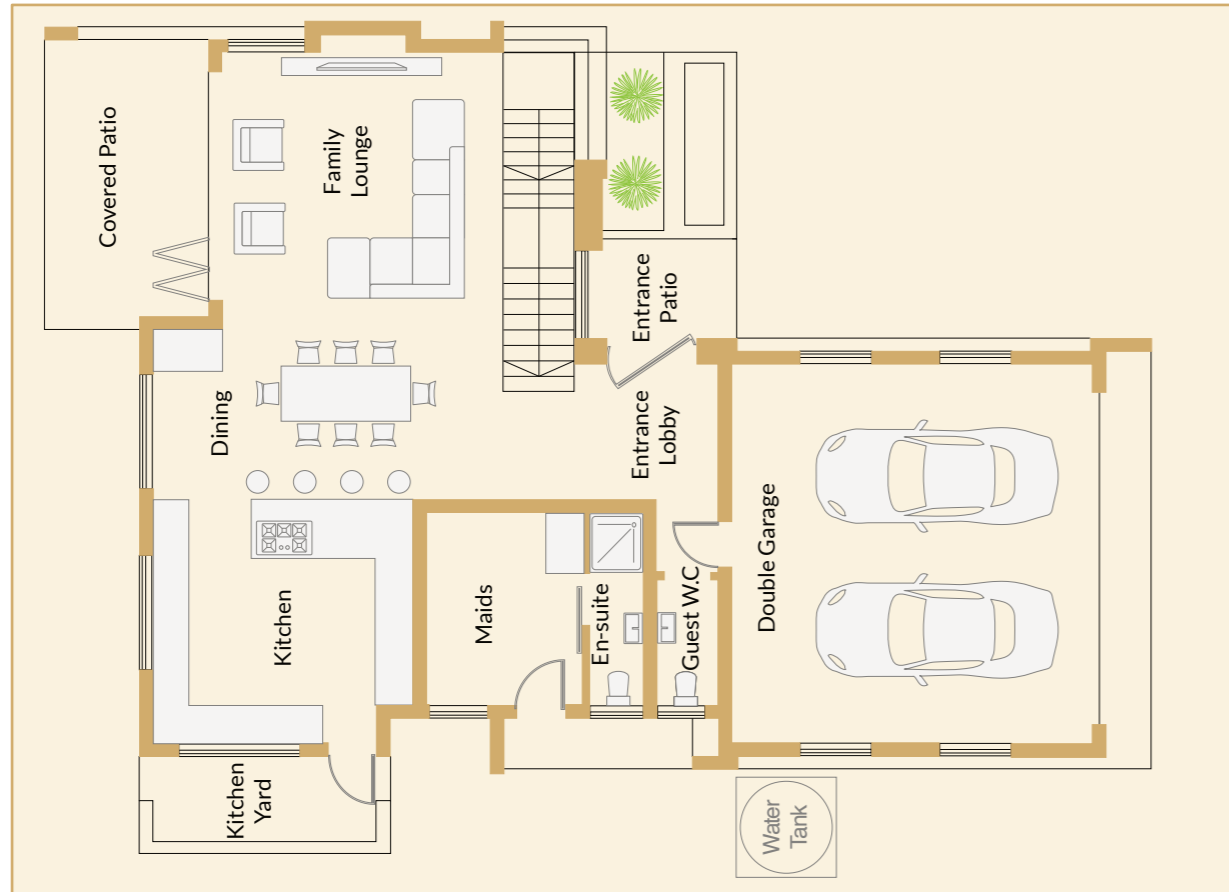 Covered Patio
Family
Lounge
Entrance
Patio
Dining
Entrance
Lobby
Kitchen
Maids
En-suite
Guest W.C
Double Garage
Kitchen
Yard
Water
Tank